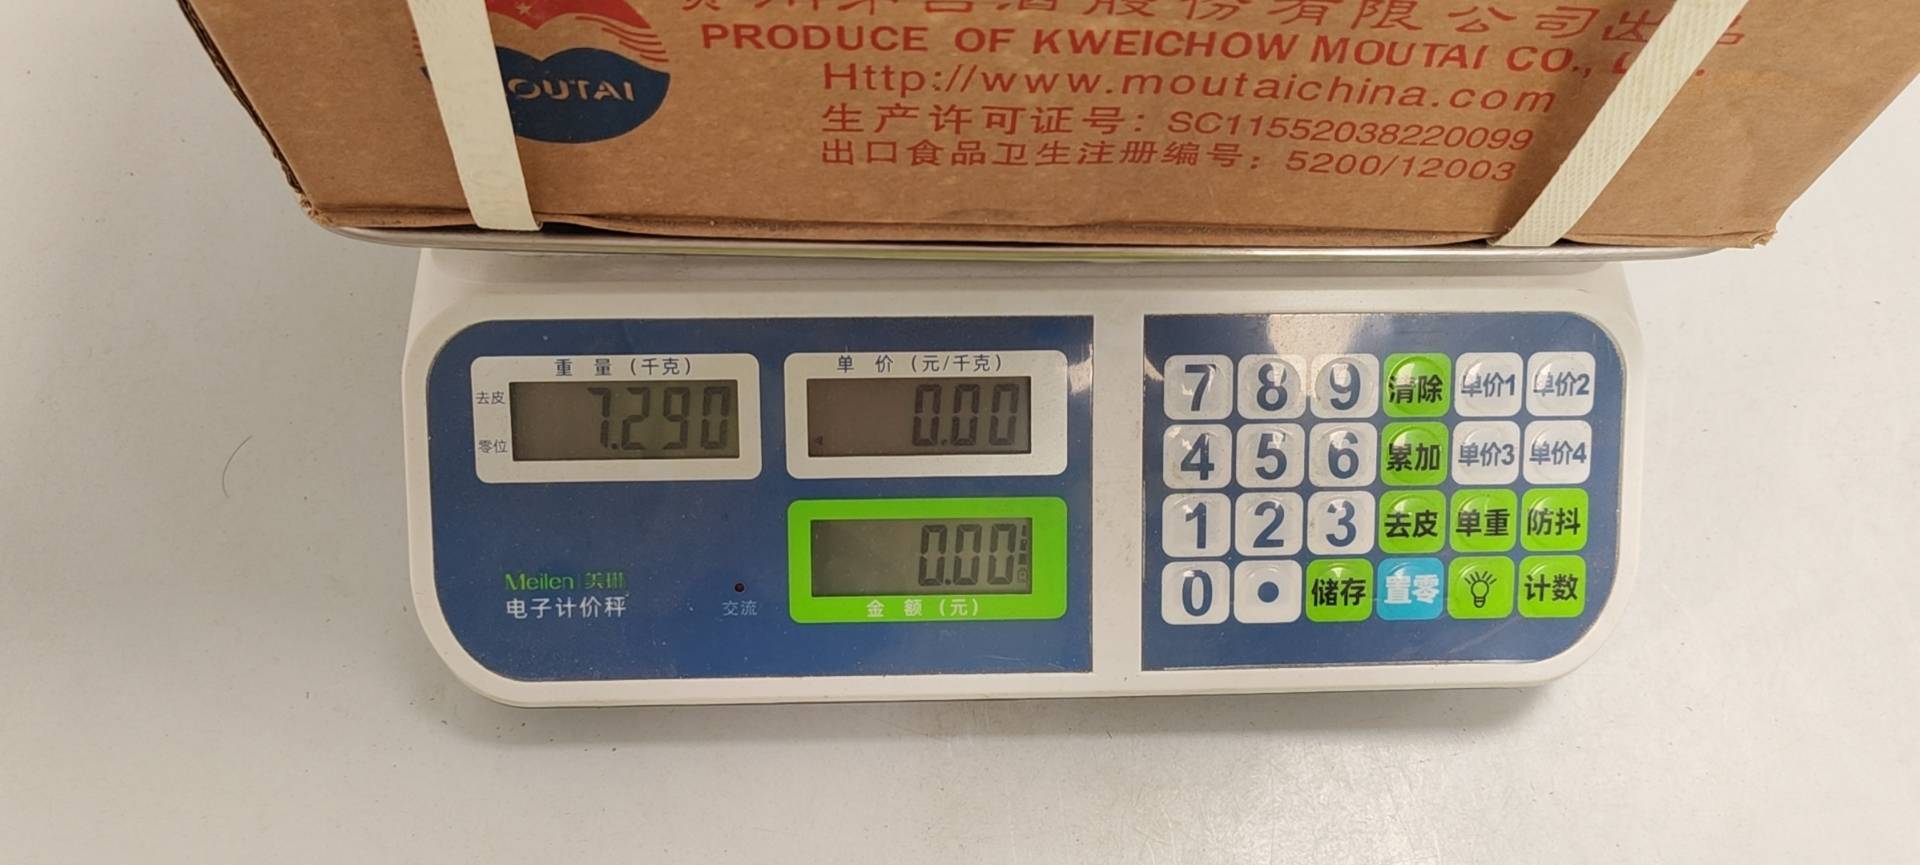 PRODUCE OF KWEICHOW MOUTAI CO.,
MOUTAI
Http://www.moutaichina.com
生产许可证号：SC11552038220099
出口食品卫生注册编号：5200/12003
重量（千克）
去皮
零位
7.290
单价（元/千克）
0.00
0.00
金额（元）
Meilen 美琳
电子计价秤
交流
7 8 9 清除 单价1 单价2
4 5 6 累加 单价3 单价4
1 2 3 去皮 单重 防抖
0 . 储存 置零 计数